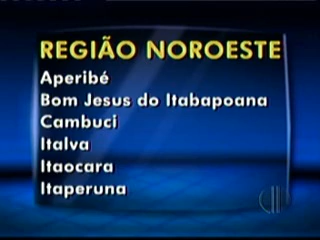 REGIÃO NOROESTE
Aperibé
Bom Jesus do Itabapoana
Cambuci
Italva
Itaocara
Itaperuna